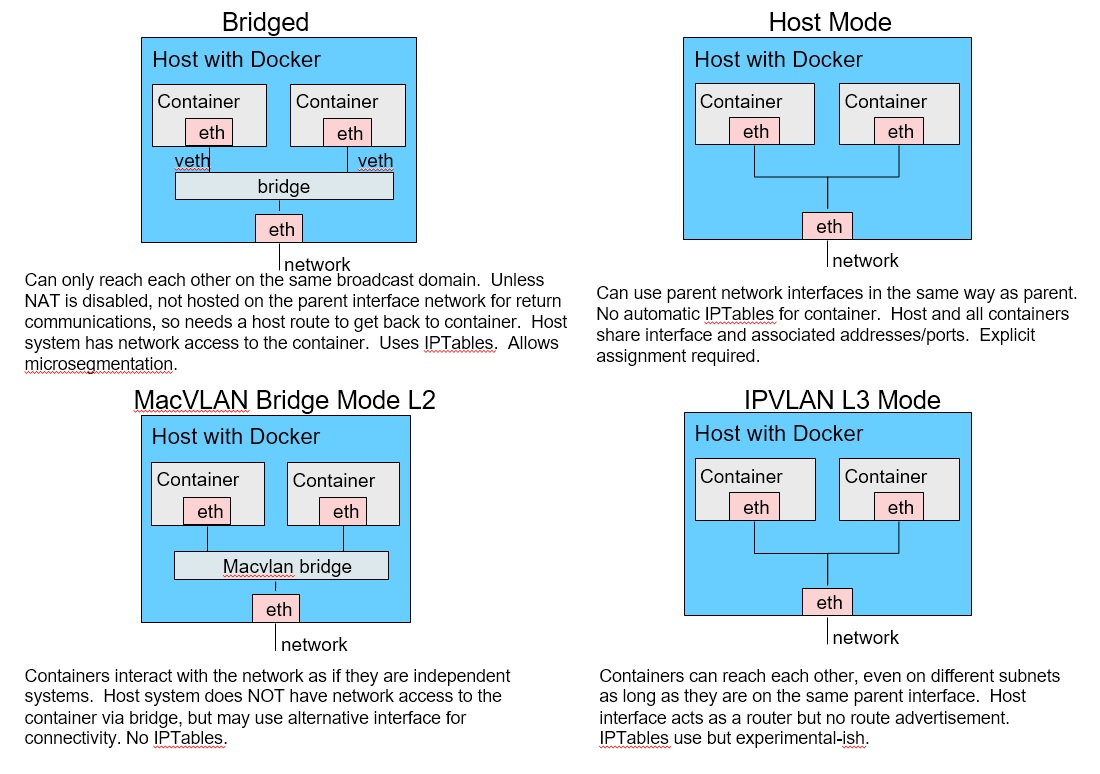 Bridged
Host with Docker
Container
Container
eth
eth
veth
veth
bridge
eth
network
Can only reach each other on the same broadcast domain.  Unless
NAT is disabled, not hosted on the parent interface network for return
communications, so needs a host route to get back to container.  Host
system has network access to the container.  Uses IPTables.  Allows
microsegmentation.
Host Mode
Host with Docker
Container
Container
eth
eth
eth
network
Can use parent network interfaces in the same way as parent.
No automatic IPTables for container.  Host and all containers
share interface and associated addresses/ports.  Explicit
assignment required.
MacVLAN Bridge Mode L2
Host with Docker
Container
Container
eth
eth
Macvlan bridge
eth
network
Containers interact with the network as if they are independent
systems.  Host system does NOT have network access to the
container via bridge, but may use alternative interface for
connectivity. No IPTables.
IPVLAN L3 Mode
Host with Docker
Container
Container
eth
eth
eth
network
Containers can reach each other, even on different subnets
as long as they are on the same parent interface.  Host
interface acts as a router but no route advertisement.
IPTables use but experimental-ish.